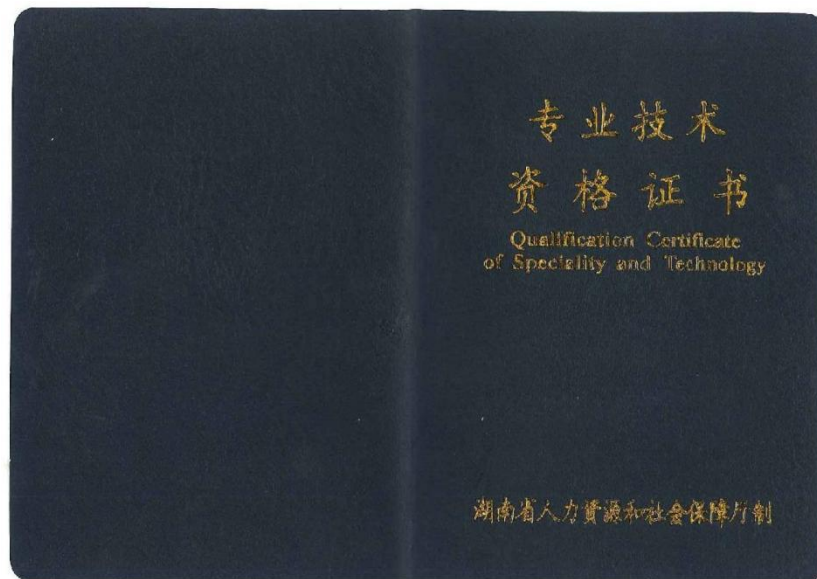 专业技术
资格证书
Qualification Certificate
of Speciality and Technology
湖南省人力資源和社会保障厅制